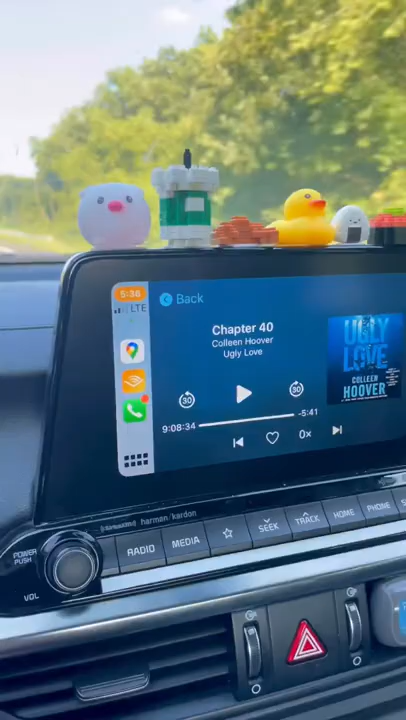 5:38
LTE
Back
Chapter 40
Colleen Hoover
Ugly Love
UGLY
LOVE
COLLEEN
HOOVER
30
30
9:08:34
-5:41
0×
harman/kardon
POWER
PUSH
VOL
RADIO
MEDIA
SEEK
TRACK
HOME
PHONE